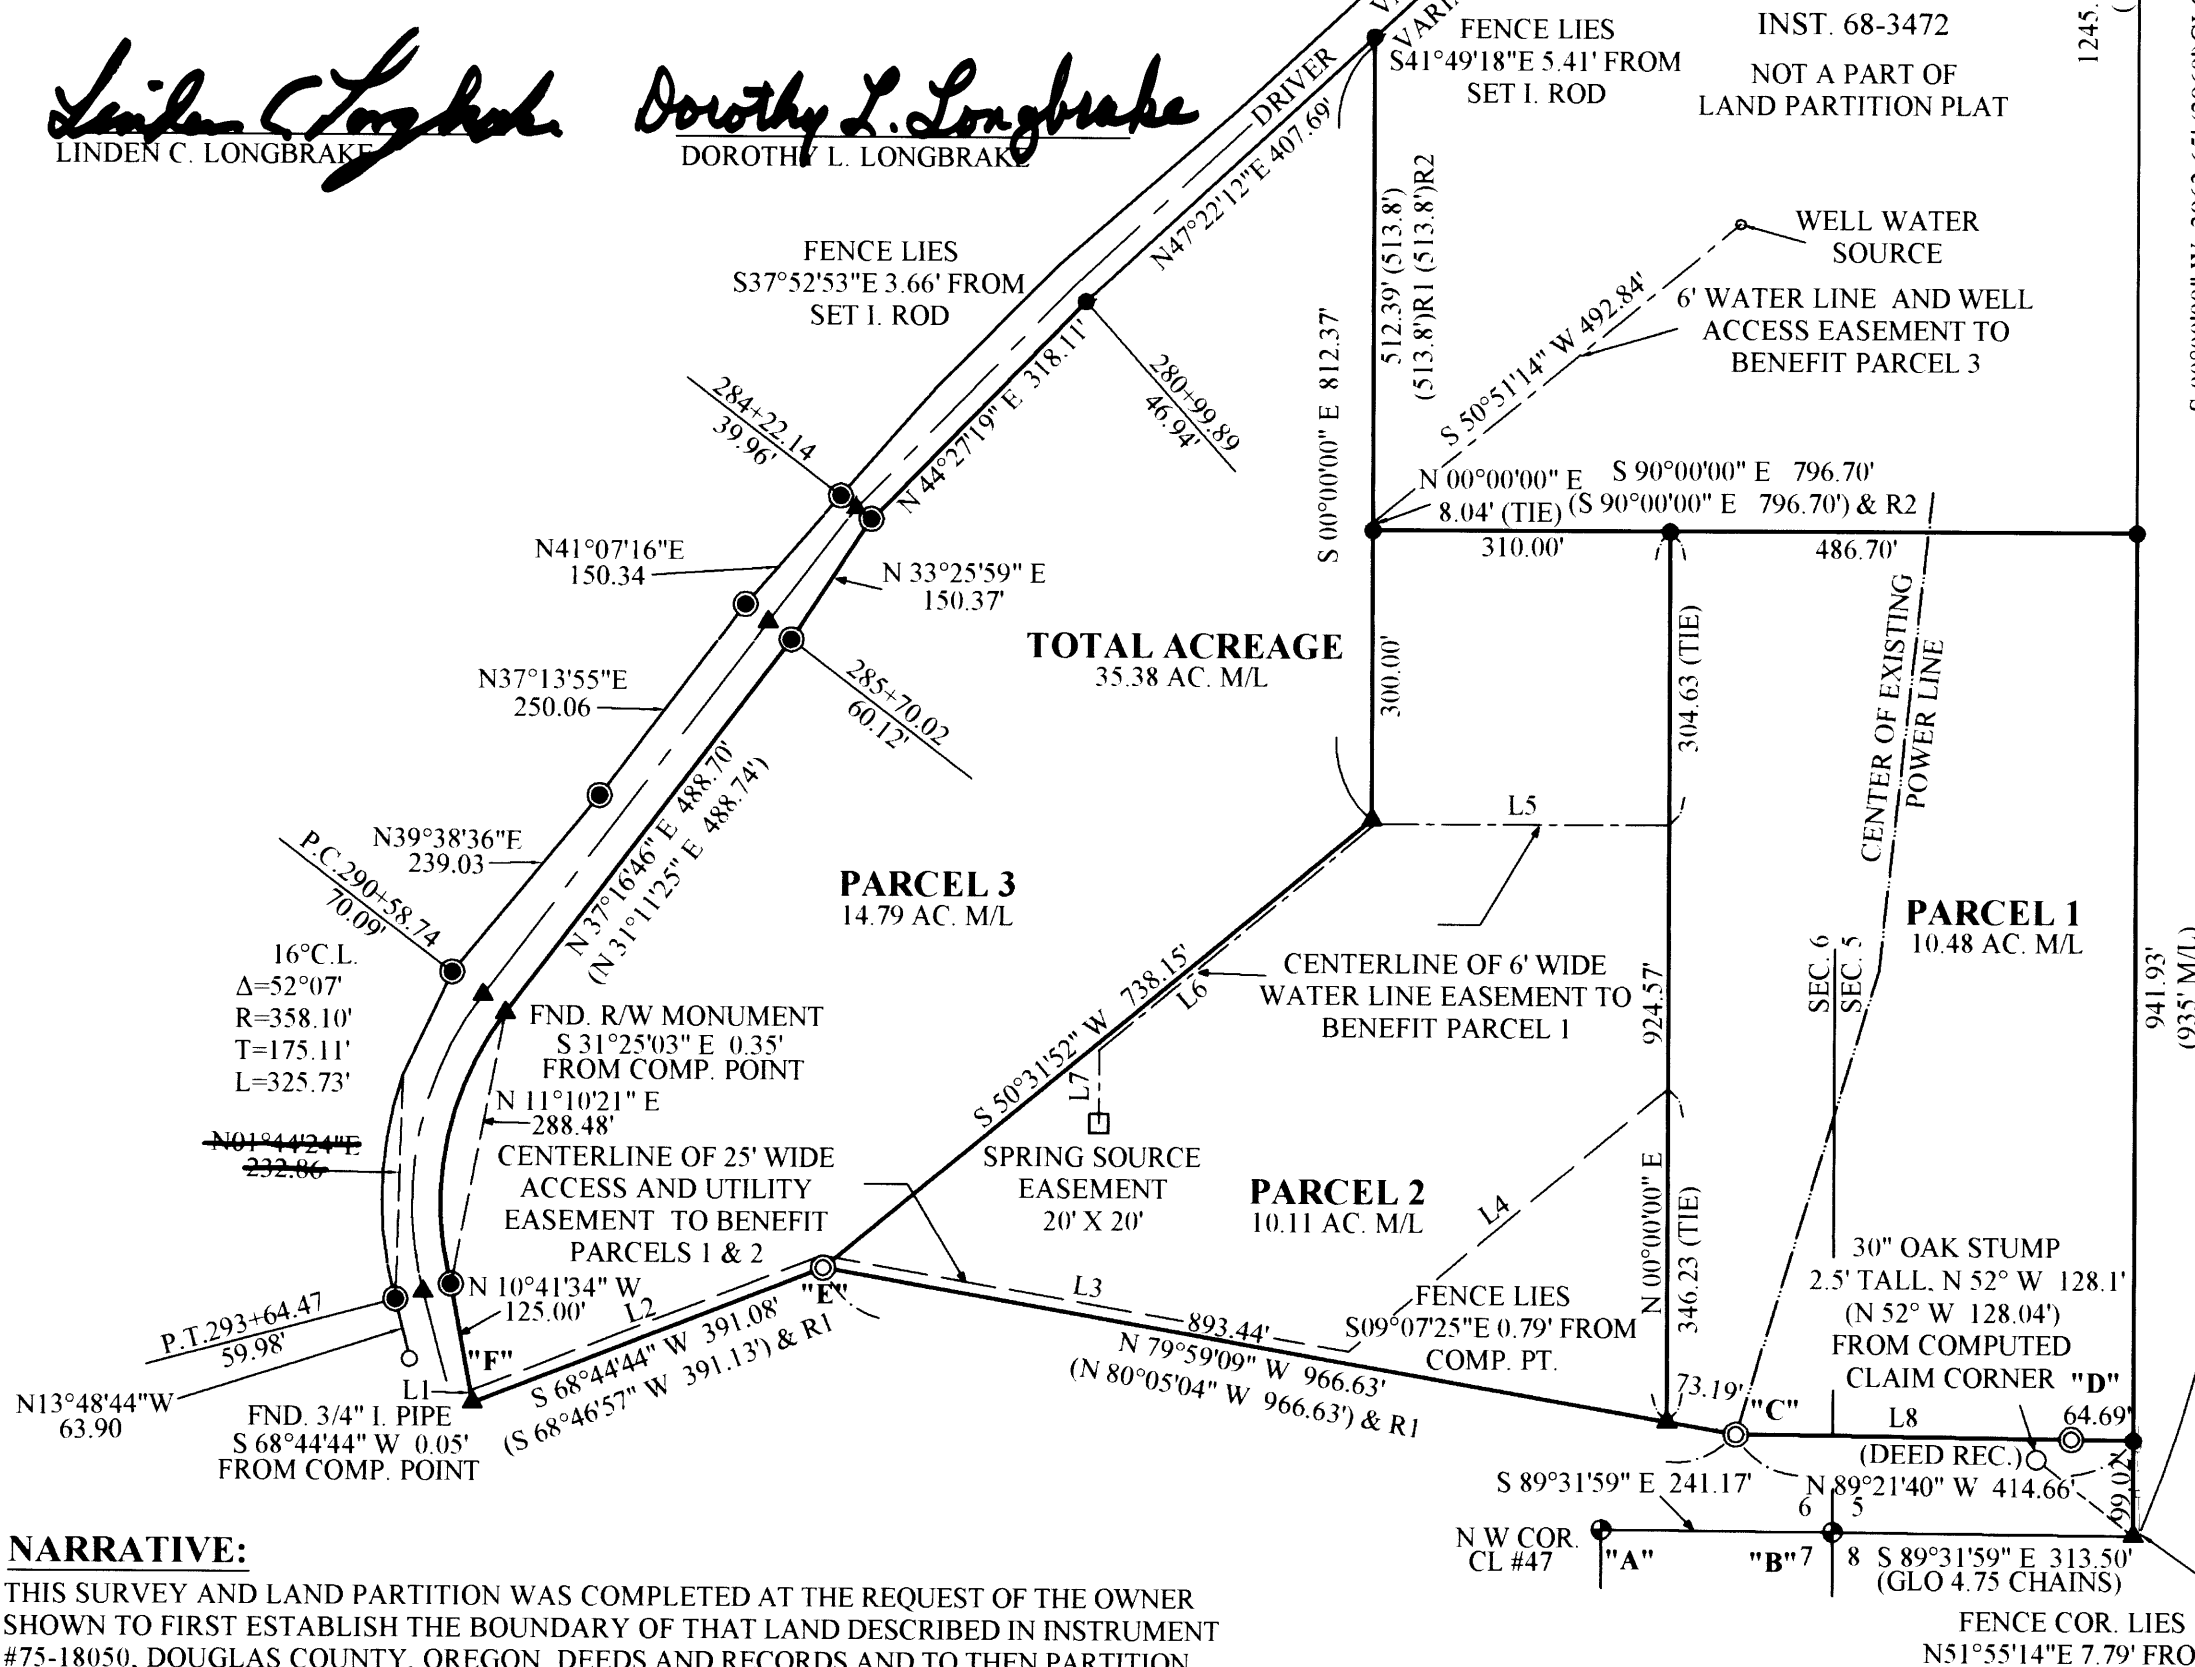 LINDEN C. LONGBRAKE
Dorothy L. Longbrake
DOROTHY L. LONGBRAKE
DRIVER
N47°22'12"E 407.69'
FENCE LIES
S41°49'18"E 5.41' FROM
SET I. ROD
INST. 68-3472
NOT A PART OF
LAND PARTITION PLAT
1245.
FENCE LIES
S37°52'53"E 3.66' FROM
SET I. ROD
512.39' (513.8')
(513.8')R1 (513.8')R2
S 00°00'00" E 812.37'
WELL WATER
SOURCE
6' WATER LINE AND WELL
ACCESS EASEMENT TO
BENEFIT PARCEL 3
S 50°51'14" W 492.84'
284+22.14
39.96'
N 44°27'19" E 318.11'
280+99.89
46.94'
N 00°00'00" E
8.04' (TIE)
S 90°00'00" E 796.70'
(S 90°00'00" E 796.70') & R2
310.00'
486.70'
N41°07'16"E
150.34
N 33°25'59" E
150.37'
TOTAL ACREAGE
35.38 AC. M/L
300.00'
304.63 (TIE)
CENTER OF EXISTING
POWER LINE
N37°13'55"E
250.06
285+70.02
60.12'
N 37°16'46" E 488.70'
(N 31°11'25" E 488.74')
L5
N39°38'36"E
239.03
P.C.290+58.74
70.09'
PARCEL 3
14.79 AC. M/L
PARCEL 1
10.48 AC. M/L
SEC. 6
SEC. 5
941.93'
(935' M/L)
16°C.L.
Δ=52°07'
R=358.10'
T=175.11'
L=325.73'
S 50°31'52" W 738.15'
L6
CENTERLINE OF 6' WIDE
WATER LINE EASEMENT TO
BENEFIT PARCEL 1
924.57'
FND. R/W MONUMENT
S 31°25'03" E 0.35'
FROM COMP. POINT
N 11°10'21" E
288.48'
L7
N01°44'24"E
232.86
CENTERLINE OF 25' WIDE
ACCESS AND UTILITY
EASEMENT TO BENEFIT
PARCELS 1 & 2
SPRING SOURCE
EASEMENT
20' X 20'
PARCEL 2
10.11 AC. M/L
L4
N 00°00'00" E
346.23 (TIE)
30" OAK STUMP
2.5' TALL, N 52° W 128.1'
(N 52° W 128.04')
FROM COMPUTED
CLAIM CORNER
"D"
P.T.293+64.47
59.98'
N 10°41'34" W
125.00'
L2
"E"
L3
893.44'
FENCE LIES
S09°07'25"E 0.79' FROM
COMP. PT.
N 79°59'09" W 966.63'
(N 80°05'04" W 966.63') & R1
73.19'
"C"
L8
64.69'
(DEED REC.)
99.02'
N13°48'44"W
63.90
"F"
L1
S 68°44'44" W 391.08'
(S 68°46'57" W 391.13') & R1
FND. 3/4" I. PIPE
S 68°44'44" W 0.05'
FROM COMP. POINT
S 89°31'59" E 241.17'
N 89°21'40" W 414.66'
6 5
N W COR.
CL #47
"A"
"B" 7 8
S 89°31'59" E 313.50'
(GLO 4.75 CHAINS)
FENCE COR. LIES
N51°55'14"E 7.79' FRO
NARRATIVE:
THIS SURVEY AND LAND PARTITION WAS COMPLETED AT THE REQUEST OF THE OWNER
SHOWN TO FIRST ESTABLISH THE BOUNDARY OF THAT LAND DESCRIBED IN INSTRUMENT
#75-18050, DOUGLAS COUNTY, OREGON DEEDS AND RECORDS AND TO THEN PARTITION